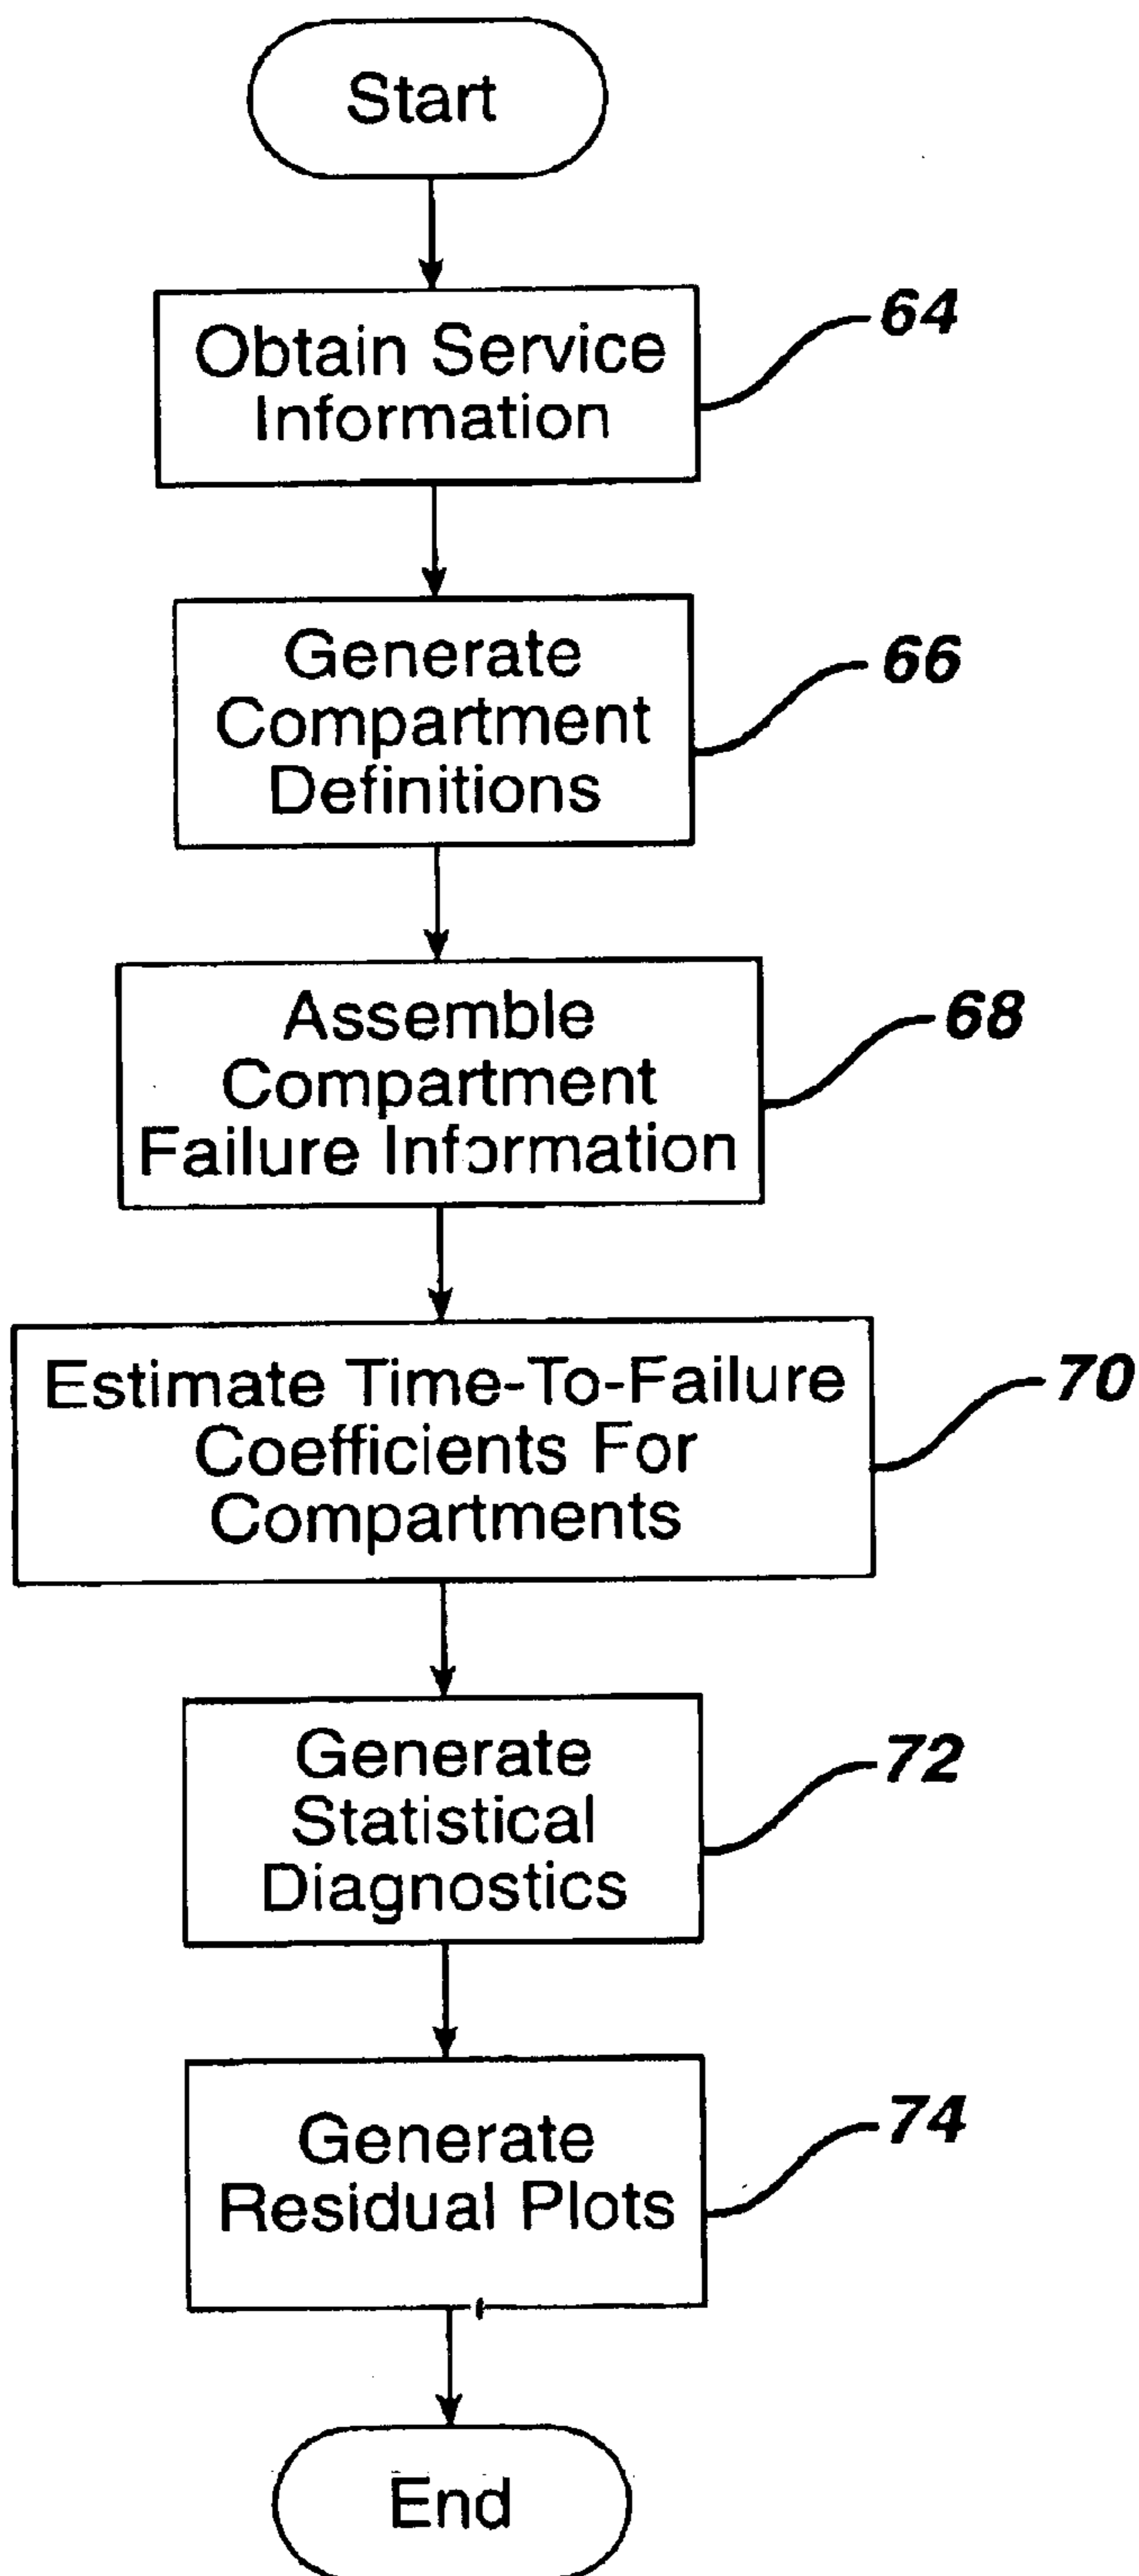 Start
Obtain Service
Information
64
Generate
Compartment
Definitions
66
Assemble
Compartment
Failure Information
68
Estimate Time-To-Failure
Coefficients For
Compartments
70
Generate
Statistical
Diagnostics
72
Generate
Residual Plots
74
End